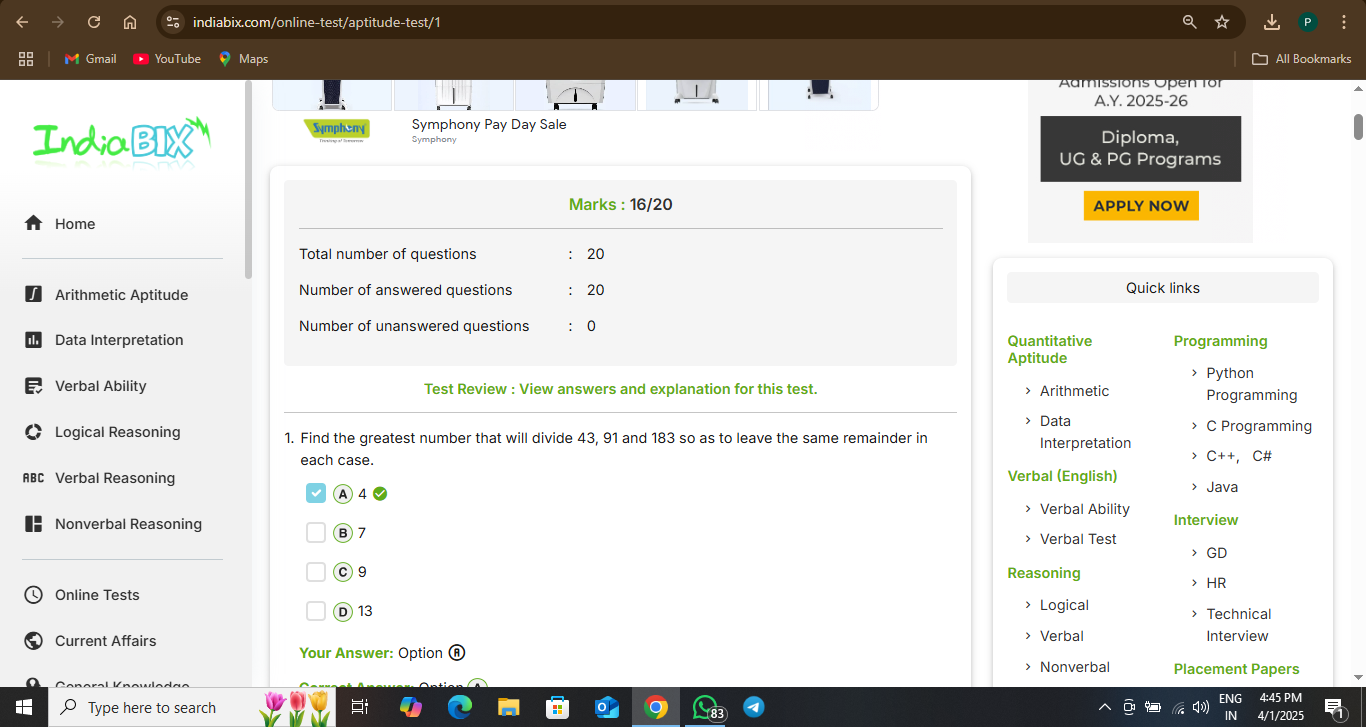 indiabix.com/online-test/aptitude-test/1
P
Gmail
YouTube
Maps
All Bookmarks
IndiaBIX
Home
Arithmetic Aptitude
Data Interpretation
Verbal Ability
Logical Reasoning
ABC Verbal Reasoning
Nonverbal Reasoning
Online Tests
Current Affairs
General Knowledge
Symphony
Symphony Pay Day Sale
Symphony
Marks : 16/20
Total number of questions : 20
Number of answered questions : 20
Number of unanswered questions : 0
Test Review : View answers and explanation for this test.
1. Find the greatest number that will divide 43, 91 and 183 so as to leave the same remainder in
each case.
A 4
B 7
C 9
D 13
Your Answer: Option A
Correct Answer: Option A
Admissions Open for
A.Y. 2025-26
Diploma,
UG & PG Programs
APPLY NOW
Quick links
Quantitative
Aptitude
Arithmetic
Data
Interpretation
Verbal (English)
Verbal Ability
Verbal Test
Reasoning
Logical
Verbal
Nonverbal
Programming
Python
Programming
C Programming
C++, C#
Java
Interview
GD
HR
Technical
Interview
Placement Papers
Type here to search
83
ENG
IN
4:45 PM
4/1/2025
1